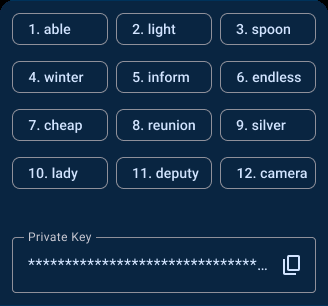 1. able 2. light 3. spoon
4. winter 5. inform 6. endless
7. cheap 8. reunion 9. silver
10. lady 11. deputy 12. camera
Private Key
*******************************...